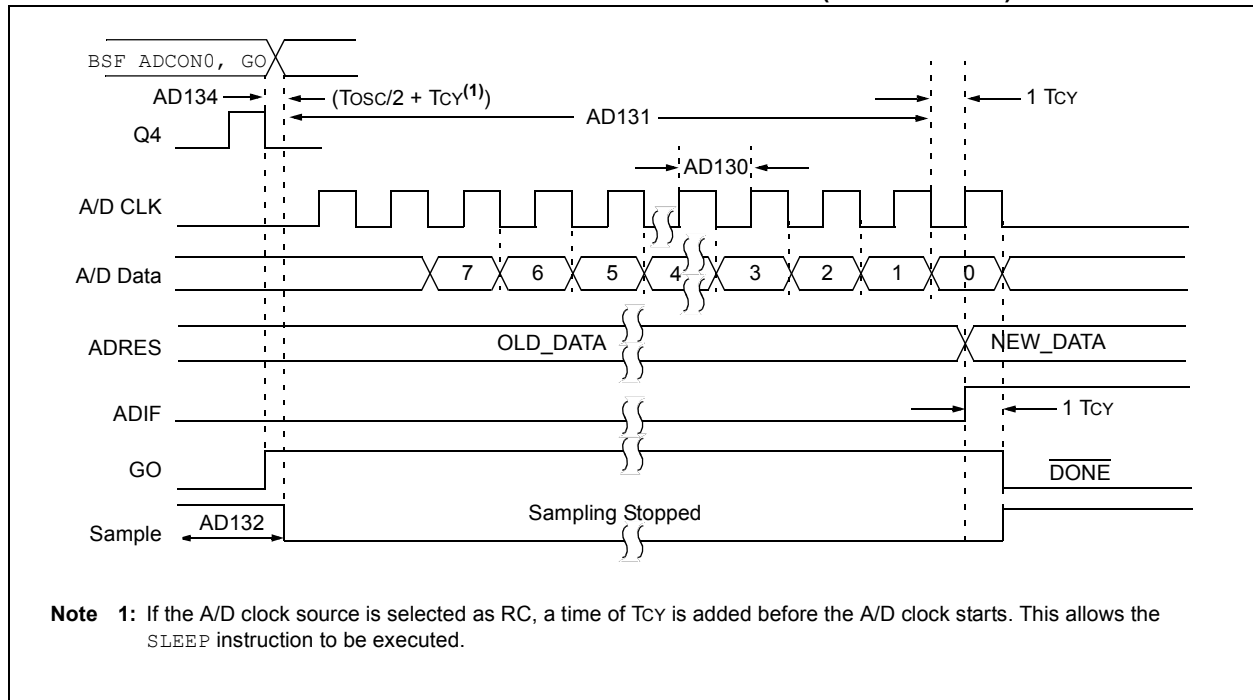 BSF ADCON0, GO
AD134
(TOSC/2 + TCY(1))
1 TCY
AD131
Q4
AD130
A/D CLK
A/D Data
7
6
5
4
3
2
1
0
ADRES
OLD_DATA
NEW_DATA
ADIF
1 TCY
GO
DONE
AD132
Sampling Stopped
Sample
Note 1: If the A/D clock source is selected as RC, a time of TCY is added before the A/D clock starts. This allows the
SLEEP instruction to be executed.